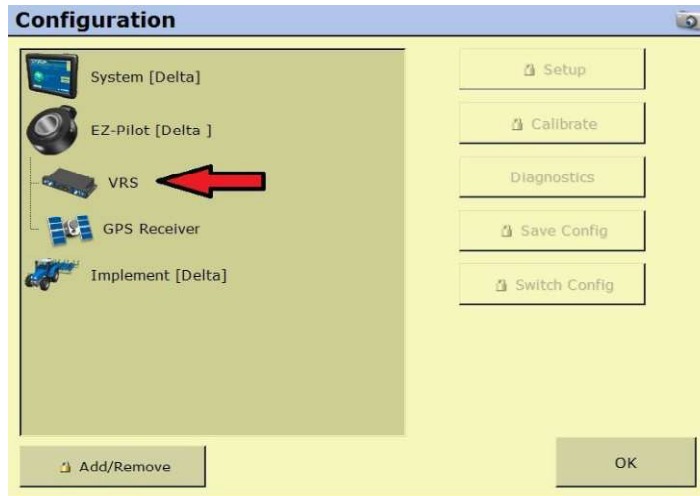 Configuration
System [Delta]
EZ-Pilot [Delta ]
VRS
GPS Receiver
Implement [Delta]
Setup
Calibrate
Diagnostics
Save Config
Switch Config
Add/Remove
OK